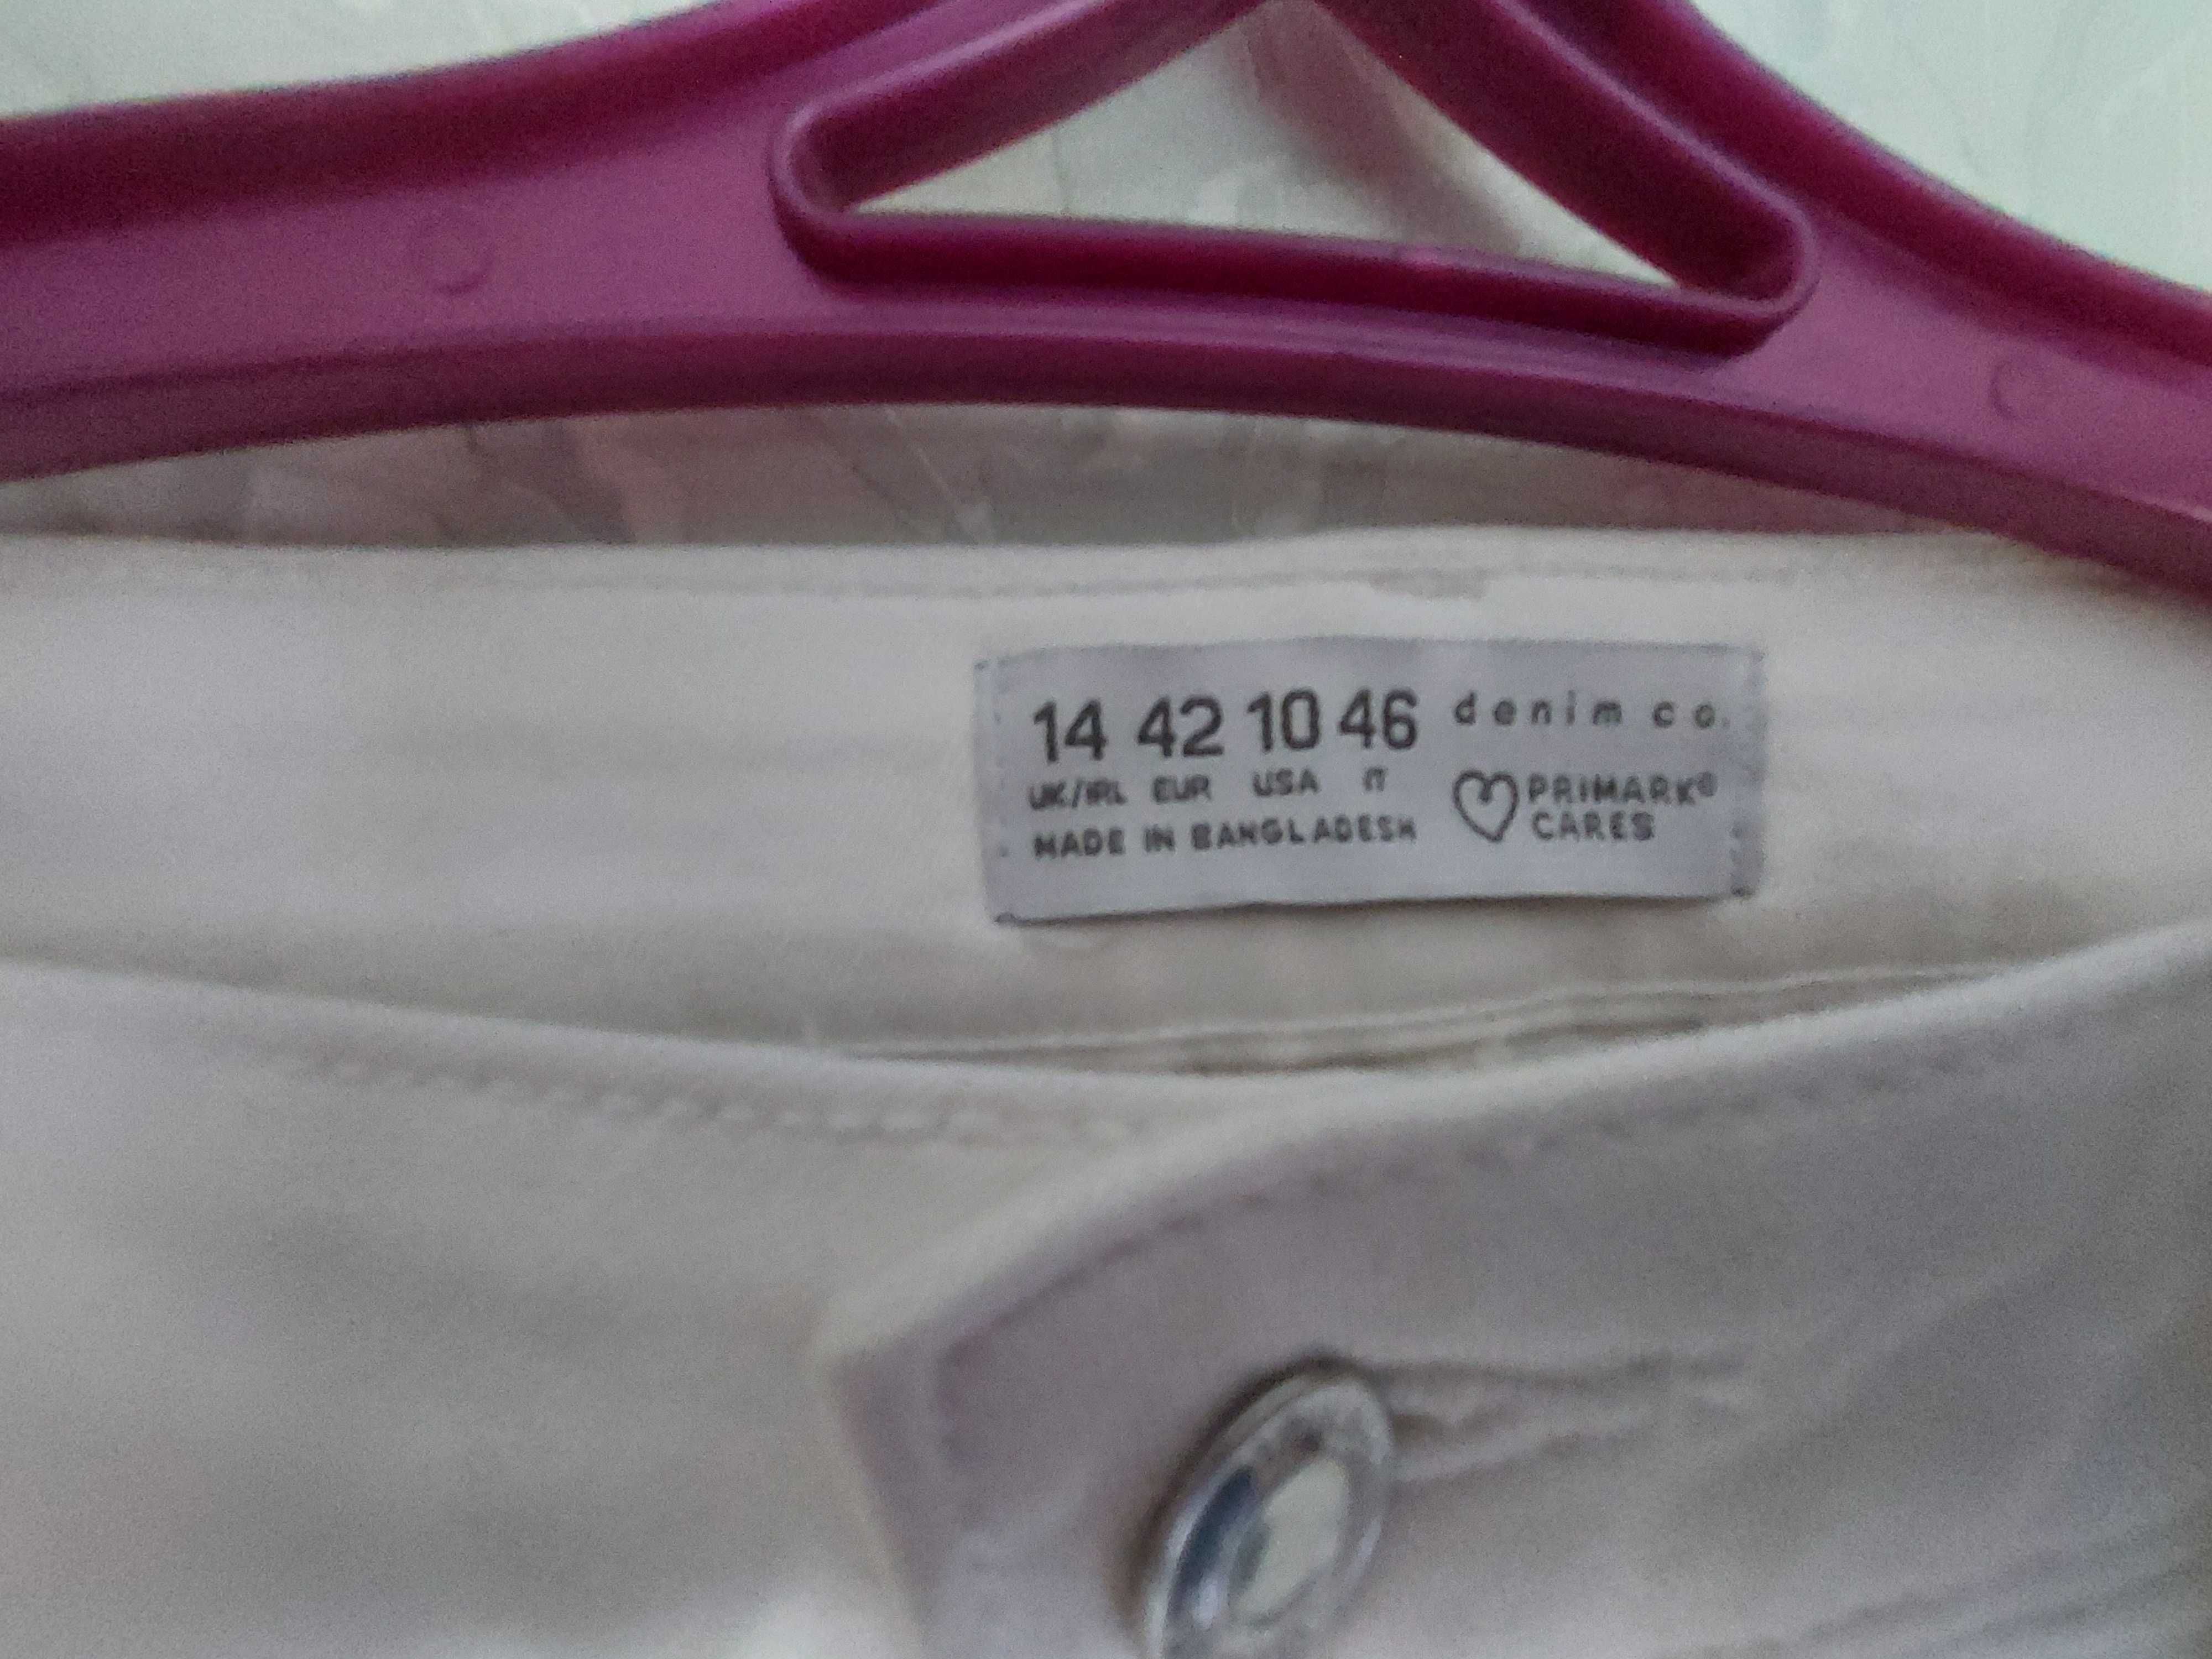 14 42 10 46 denim co.
UK/IRL EUR USA IT PRIMARK®
MADE IN BANGLADESH CARES